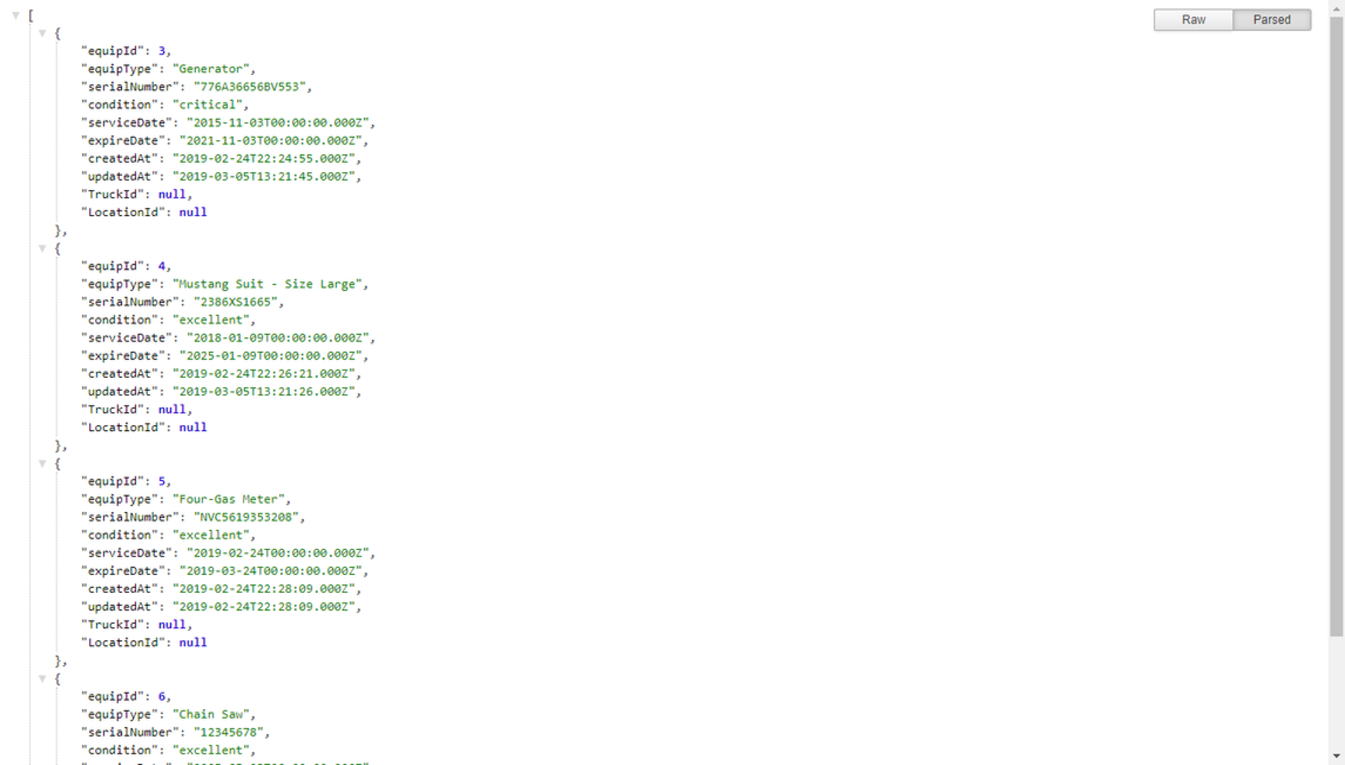 [
Raw
Parsed
{
"equipId": 3,
"equipType": "Generator",
"serialNumber": "776A36656BV553",
"condition": "critical",
"serviceDate": "2015-11-03T00:00:00.000Z",
"expireDate": "2021-11-03T00:00:00.000Z",
"createdAt": "2019-02-24T22:24:55.000Z",
"updatedAt": "2019-03-05T13:21:45.000Z",
"TruckId": null,
"LocationId": null
},
{
"equipId": 4,
"equipType": "Mustang Suit - Size Large",
"serialNumber": "2386XS1665",
"condition": "excellent",
"serviceDate": "2018-01-09T00:00:00.000Z",
"expireDate": "2025-01-09T00:00:00.000Z",
"createdAt": "2019-02-24T22:26:21.000Z",
"updatedAt": "2019-03-05T13:21:26.000Z",
"TruckId": null,
"LocationId": null
},
{
"equipId": 5,
"equipType": "Four-Gas Meter",
"serialNumber": "NVC5619353208",
"condition": "excellent",
"serviceDate": "2019-02-24T00:00:00.000Z",
"expireDate": "2019-03-24T00:00:00.000Z",
"createdAt": "2019-02-24T22:28:09.000Z",
"updatedAt": "2019-02-24T22:28:09.000Z",
"TruckId": null,
"LocationId": null
},
{
"equipId": 6,
"equipType": "Chain Saw",
"serialNumber": "12345678",
"condition": "excellent",